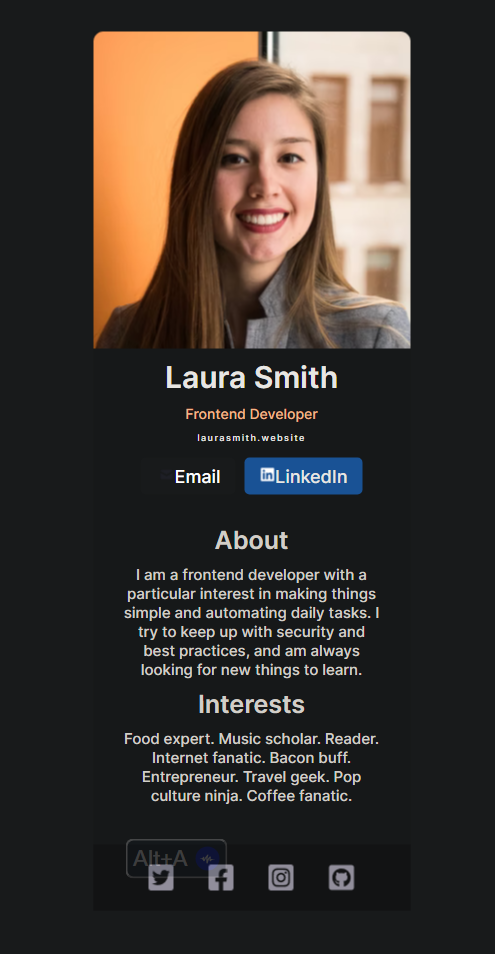 Laura Smith
Frontend Developer
laurasmith.website
Email
in LinkedIn
About
I am a frontend developer with a
particular interest in making things
simple and automating daily tasks. I
try to keep up with security and
best practices, and am always
looking for new things to learn.
Interests
Food expert. Music scholar. Reader.
Internet fanatic. Bacon buff.
Entrepreneur. Travel geek. Pop
culture ninja. Coffee fanatic.
Alt+A